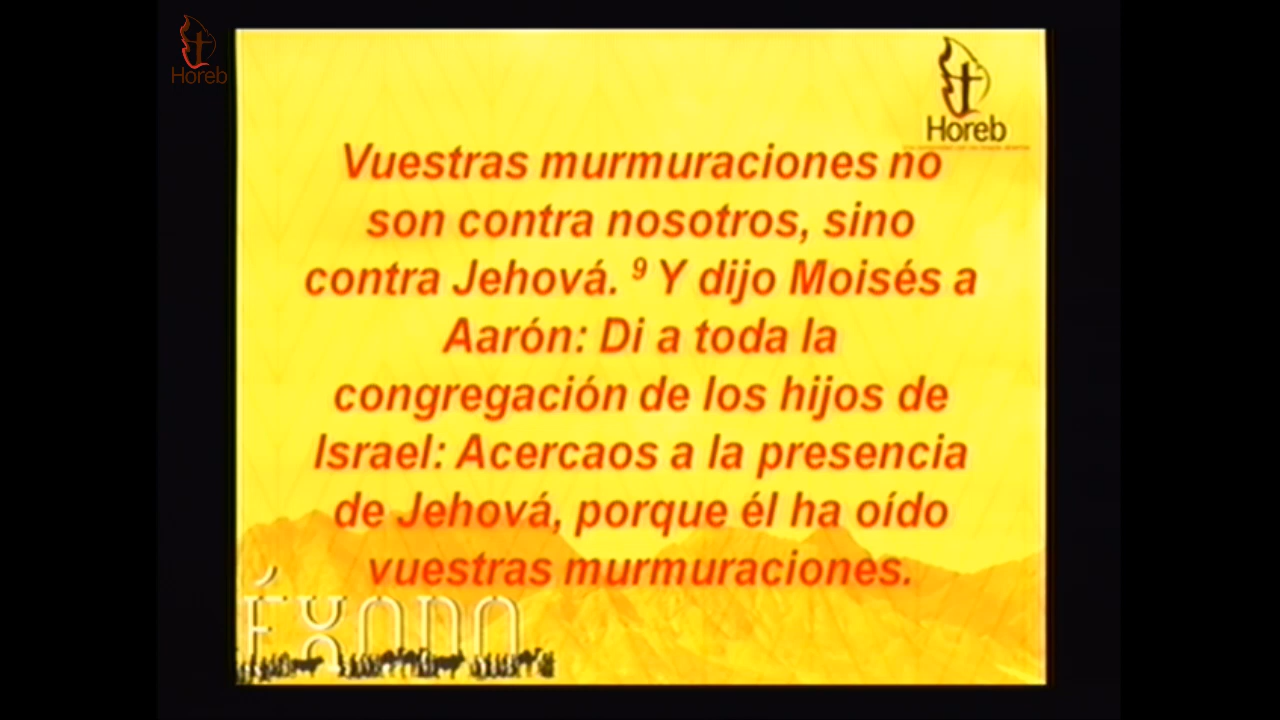 Horeb
Horeb
Vuestras murmuraciones no
son contra nosotros, sino
contra Jehová. ⁹ Y dijo Moisés a
Aarón: Di a toda la
congregación de los hijos de
Israel: Acercaos a la presencia
de Jehová, porque él ha oído
vuestras murmuraciones.
ÉXODO